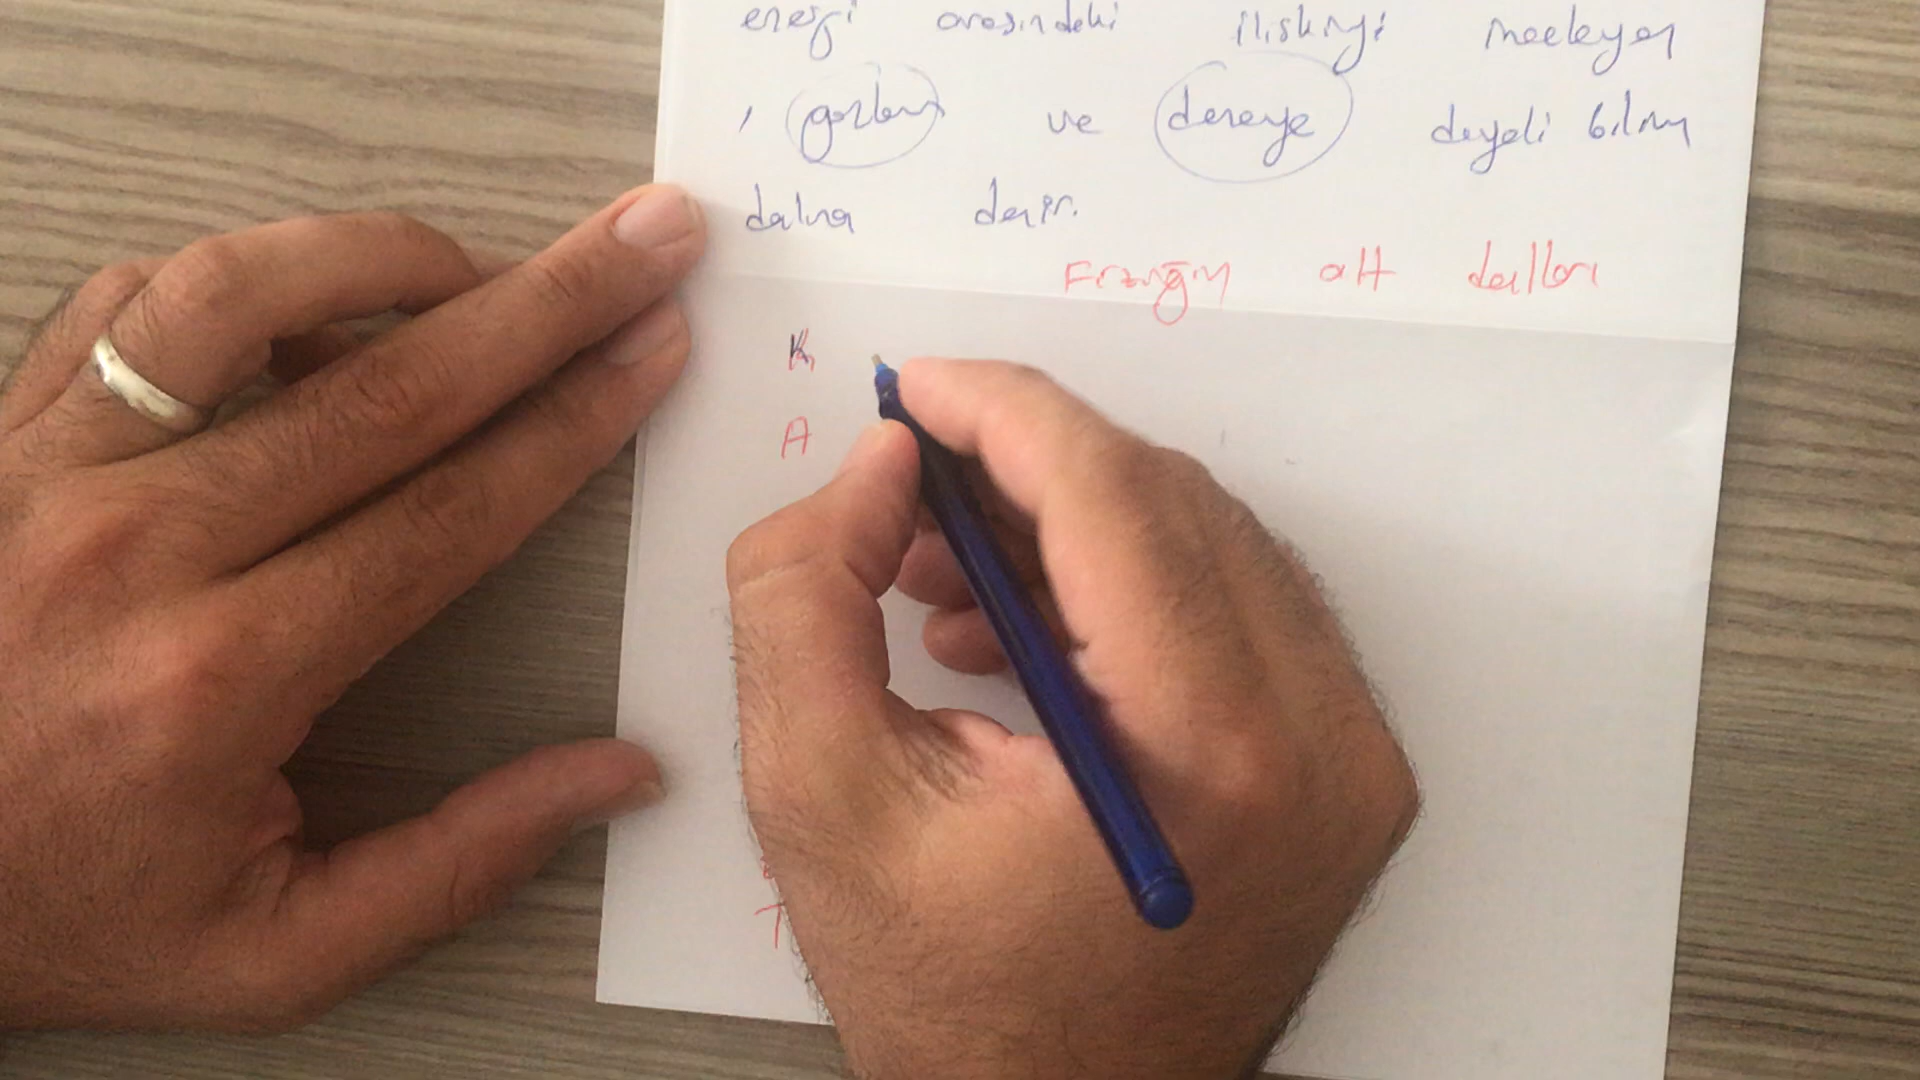 enerji arasındaki ilişkiyi inceleyen
, gözlem ve deneye dayalı bilim
dalına denir.
Fiziğin alt dalları
K
A
T